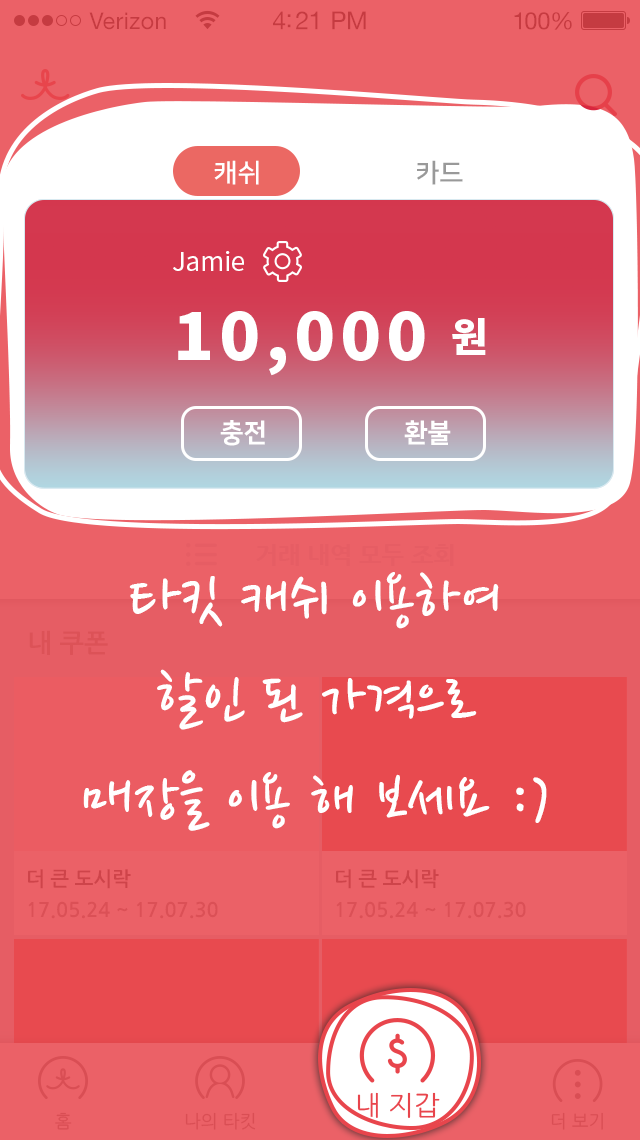 Verizon 4:21 PM 100%
캐쉬 카드
Jamie
10,000 원
충전 환불
거래 내역 모두 조회
타킷 캐쉬 이용하여
내 쿠폰
할인 된 가격으로
매장을 이용 해 보세요 :)
더 큰 도시락 더 큰 도시락
17.05.24 ~ 17.07.30 17.05.24 ~ 17.07.30
$
홈 나의 타킷 내 지갑 더 보기